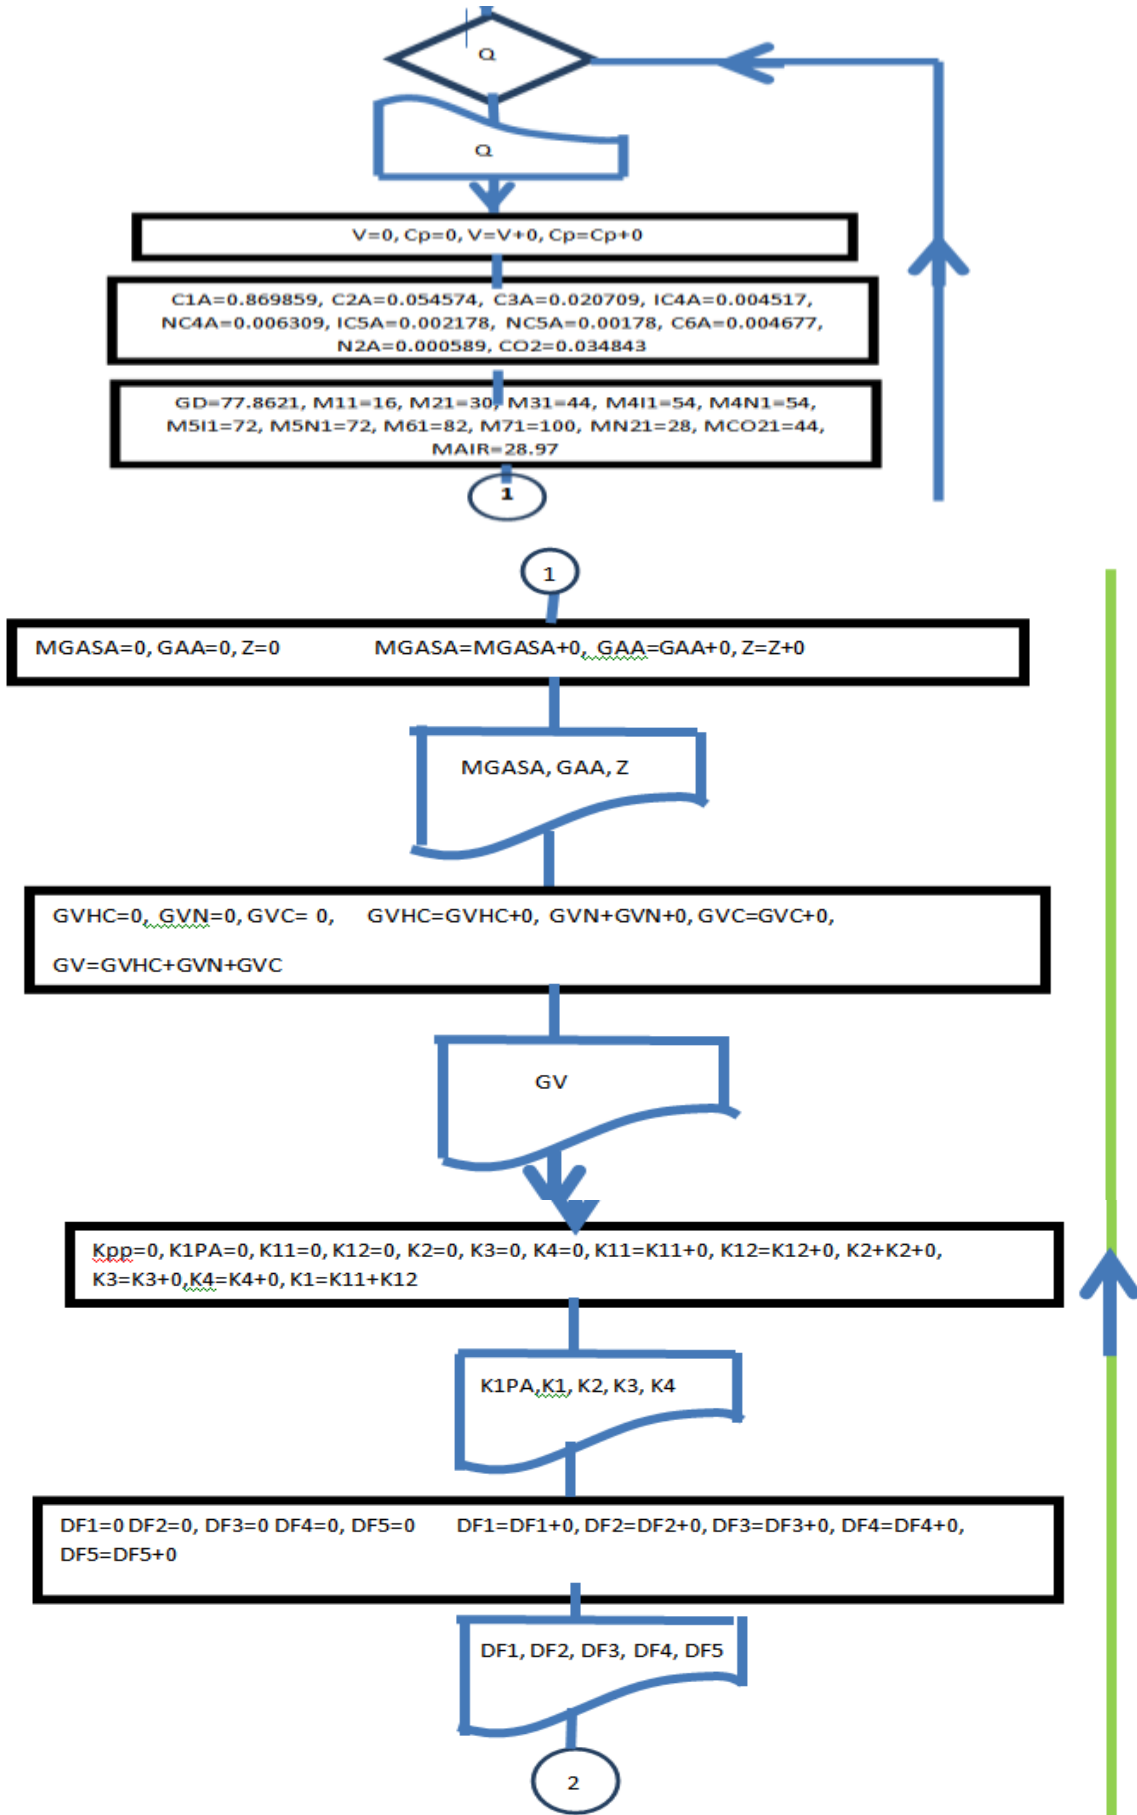 Q
Q
V=0, Cp=0, V=V+0, Cp=Cp+0
C1A=0.869859, C2A=0.054574, C3A=0.020709, IC4A=0.004517,
NC4A=0.006309, IC5A=0.002178, NC5A=0.00178, C6A=0.004677,
N2A=0.000589, CO2=0.034843
GD=77.8621, M11=16, M21=30, M31=44, M4I1=54, M4N1=54,
M5I1=72, M5N1=72, M61=82, M71=100, MN21=28, MCO21=44,
MAIR=28.97
1
1
MGASA=0, GAA=0, Z=0 MGASA=MGASA+0, GAA=GAA+0, Z=Z+0
MGASA, GAA, Z
GVHC=0, GVN=0, GVC= 0, GVHC=GVHC+0, GVN+GVN+0, GVC=GVC+0,
GV=GVHC+GVN+GVC
GV
Kpp=0, K1PA=0, K11=0, K12=0, K2=0, K3=0, K4=0, K11=K11+0, K12=K12+0, K2+K2+0,
K3=K3+0,K4=K4+0, K1=K11+K12
K1PA,K1, K2, K3, K4
DF1=0 DF2=0, DF3=0 DF4=0, DF5=0 DF1=DF1+0, DF2=DF2+0, DF3=DF3+0, DF4=DF4+0,
DF5=DF5+0
DF1, DF2, DF3, DF4, DF5
2